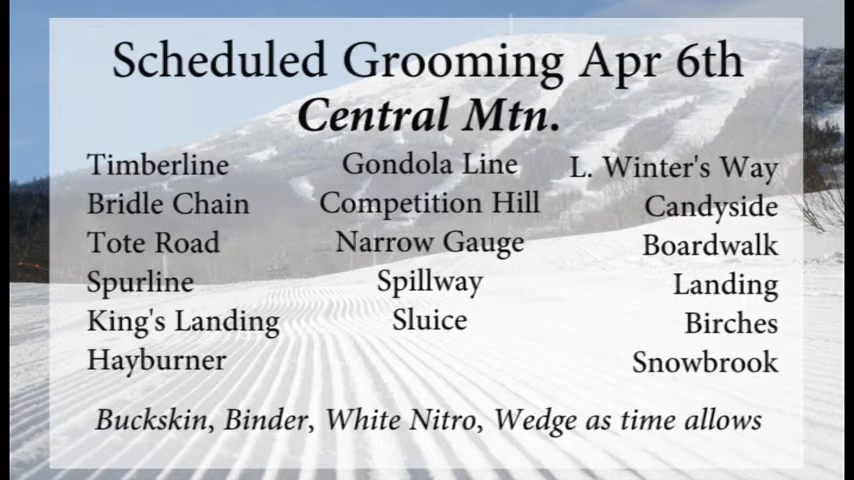 Scheduled Grooming Apr 6th
Central Mtn.
Timberline
Bridle Chain
Tote Road
Spurline
King's Landing
Hayburner
Gondola Line
Competition Hill
Narrow Gauge
Spillway
Sluice
L. Winter's Way
Candyside
Boardwalk
Landing
Birches
Snowbrook
Buckskin, Binder, White Nitro, Wedge as time allows